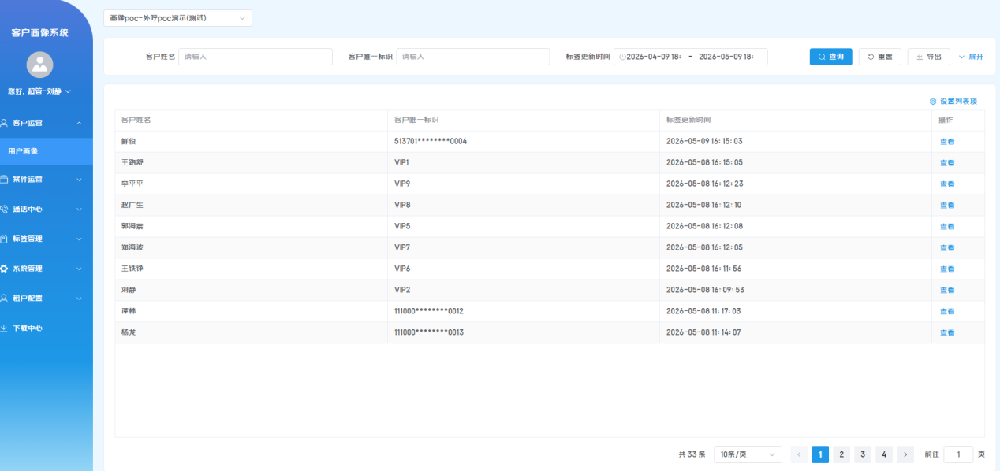 客户画像系统
您好, 超管-刘静
客户运营
用户画像
案件运营
通话中心
标签管理
系统管理
租户配置
下载中心
画像poc-外呼poc演示(测试)
客户姓名 请输入 客户唯一标识 请输入 标签更新时间 2026-04-09 18: - 2026-05-09 18: 查询 重置 导出 展开
设置列表项
客户姓名 客户唯一标识 标签更新时间 操作
鲜俊 513701********0004 2026-05-09 16:15:03 查看
王路舒 VIP1 2026-05-08 16:15:05 查看
李平平 VIP9 2026-05-08 16:12:23 查看
赵广生 VIP8 2026-05-08 16:12:10 查看
郭海震 VIP5 2026-05-08 16:12:08 查看
郑海波 VIP7 2026-05-08 16:12:05 查看
王铁铮 VIP6 2026-05-08 16:11:56 查看
刘静 VIP2 2026-05-08 16:09:53 查看
谭赫 111000********0012 2026-05-08 11:17:03 查看
杨龙 111000********0013 2026-05-08 11:14:07 查看
共 33 条 10条/页 1 2 3 4 前往 1 页